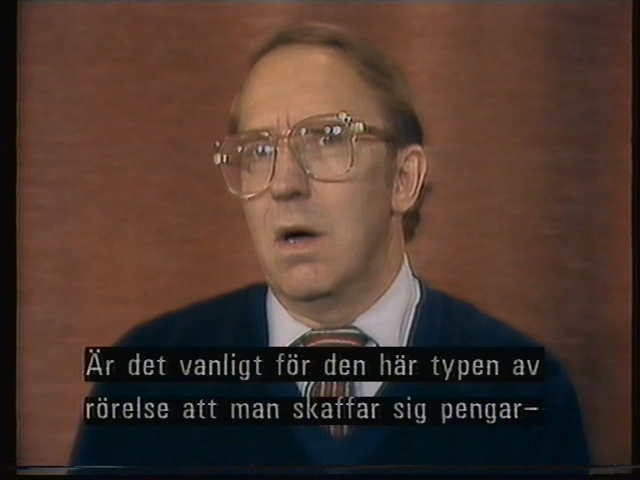 Är det vanligt för den här typen av
rörelse att man skaffar sig pengar–